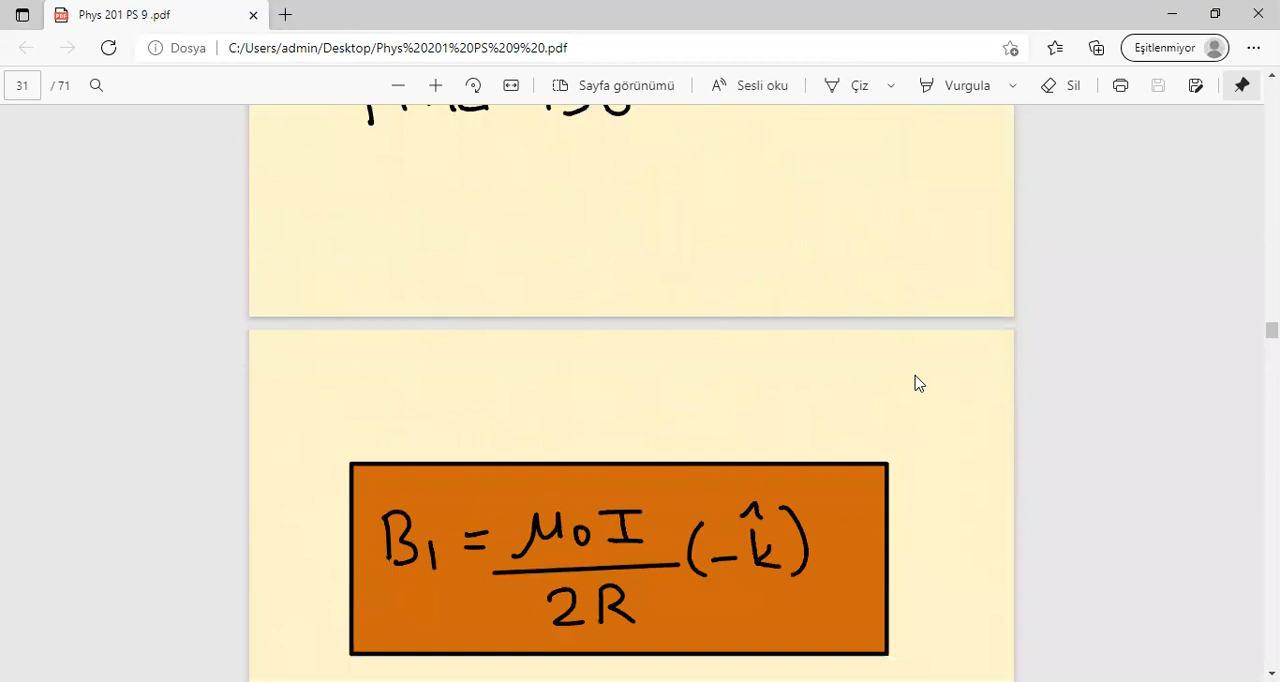 Phys 201 PS 9 .pdf
Dosya C:/Users/admin/Desktop/Phys%20201%20PS%209%20.pdf
Eşitlenmiyor
31 / 71 Sayfa görünümü Sesli oku Çiz Vurgula Sil
B₁ = μ₀ I / 2R (-k̂)